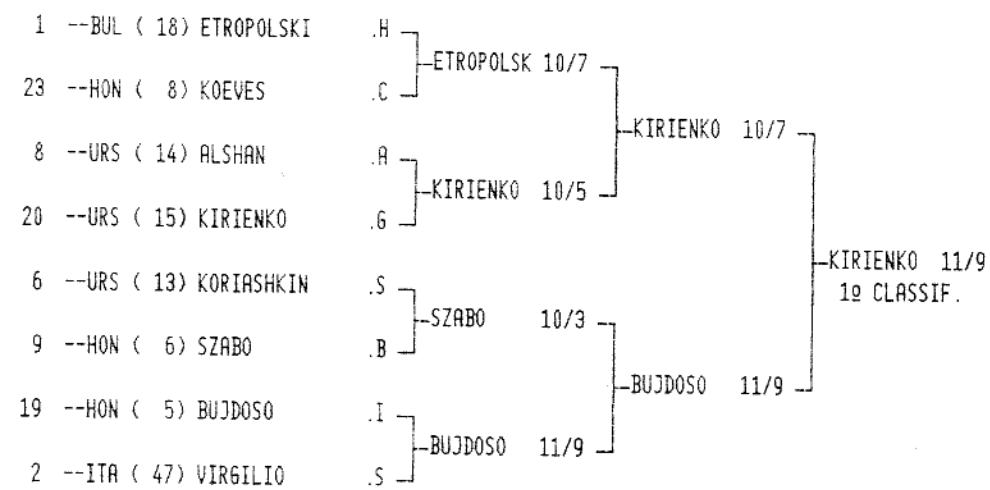 1 --BUL ( 18) ETROPOLSKI .H
ETROPOLSK 10/7
23 --HON ( 8) KOEVES .C
KIRIENKO 10/7
8 --URS ( 14) ALSHAN .A
KIRIENKO 10/5
20 --URS ( 15) KIRIENKO .G
KIRIENKO 11/9
1º CLASSIF.
6 --URS ( 13) KORIASHKIN .S
SZABO 10/3
9 --HON ( 6) SZABO .B
BUJDOSO 11/9
19 --HON ( 5) BUJDOSO .I
BUJDOSO 11/9
2 --ITA ( 47) VIRGILIO .S